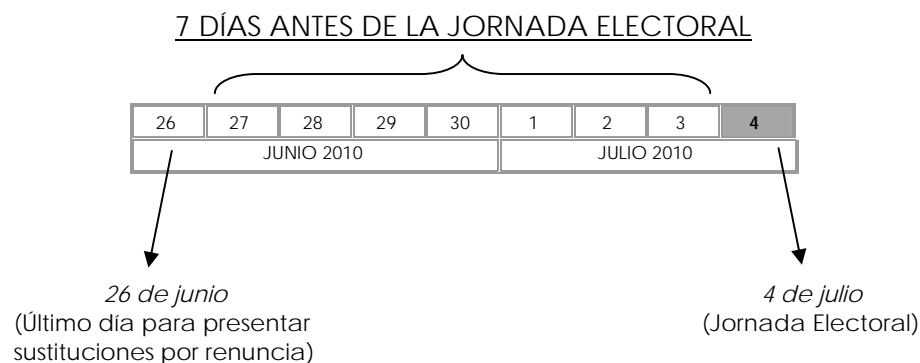 7 DÍAS ANTES DE LA JORNADA ELECTORAL
26 27 28 29 30 1 2 3 4
JUNIO 2010 JULIO 2010
26 de junio
(Último día para presentar
sustituciones por renuncia)
4 de julio
(Jornada Electoral)